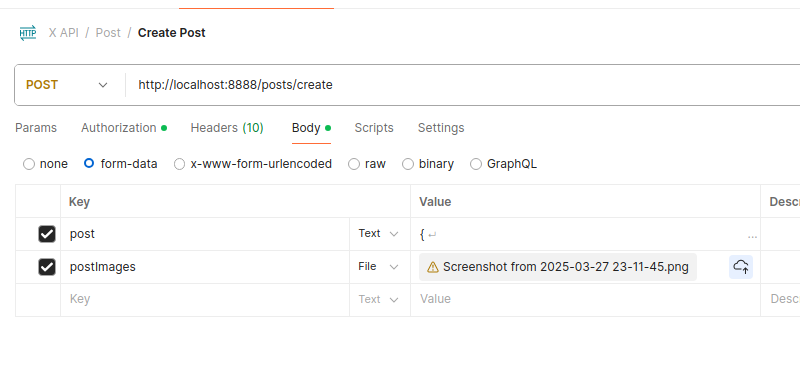 HTTP X API / Post / Create Post
POST http://localhost:8888/posts/create
Params Authorization Headers (10) Body Scripts Settings
none form-data x-www-form-urlencoded raw binary GraphQL
Key Value Descr
post Text { ↵ ...
postImages File Screenshot from 2025-03-27 23-11-45.png
Key Text Value Descr